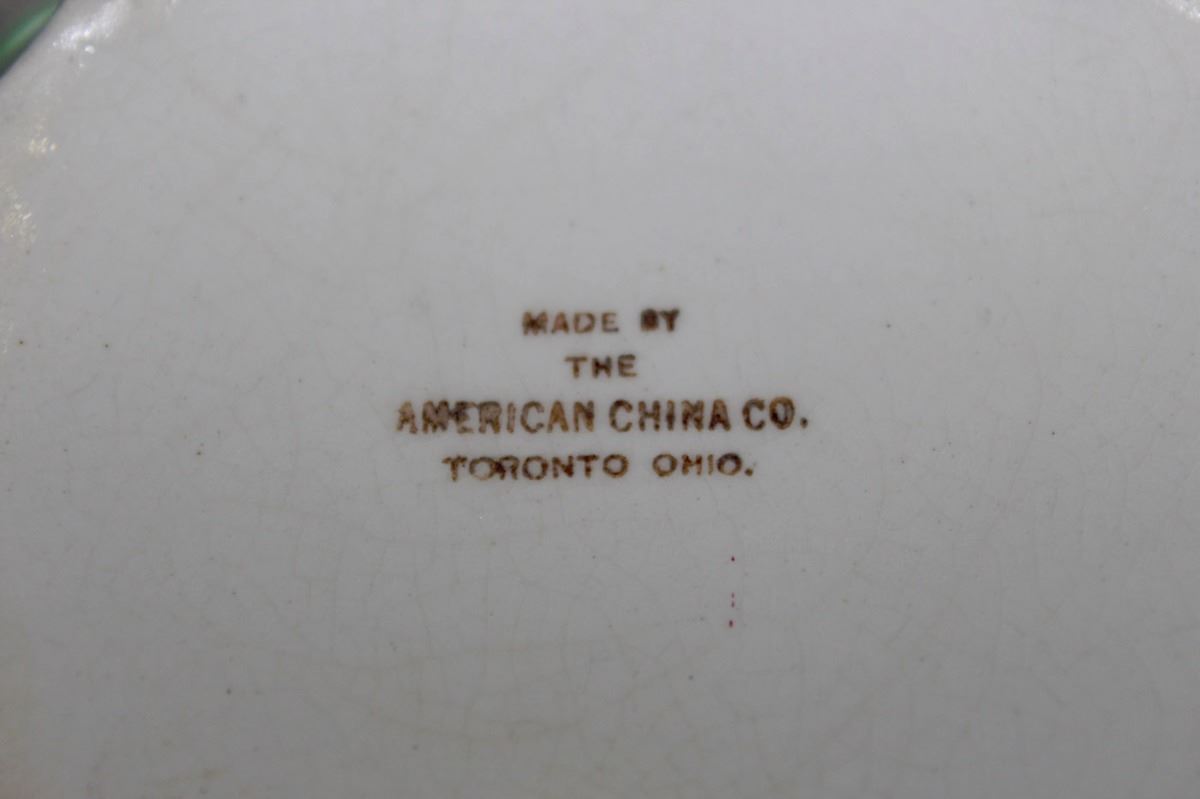 MADE BY
THE
AMERICAN CHINA CO.
TORONTO OHIO.